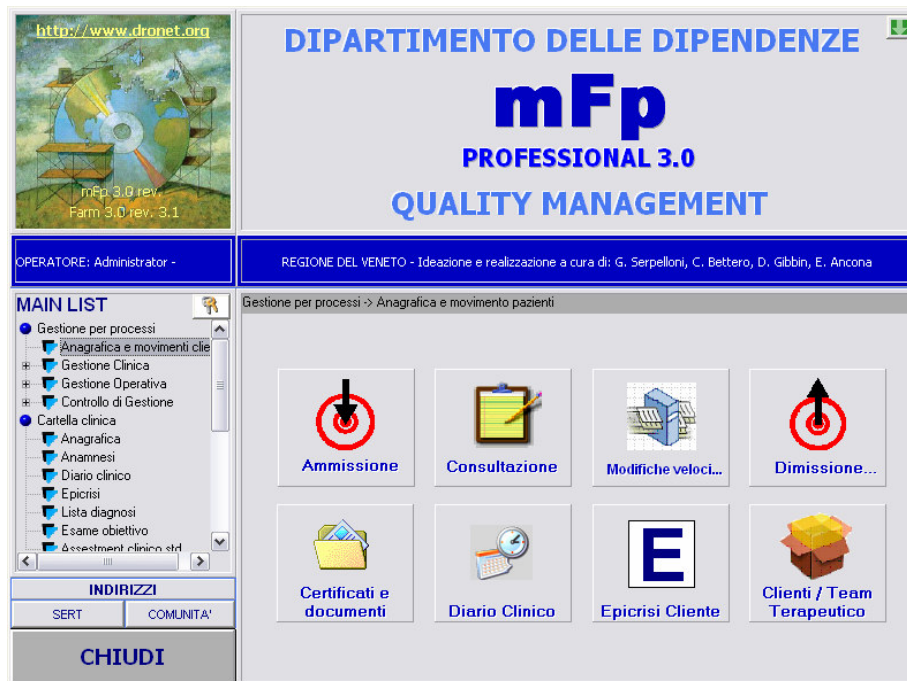 http://www.dronet.org
mFp 3.0 rev.
Farm 3.0 rev. 3.1
DIPARTIMENTO DELLE DIPENDENZE
mFp
PROFESSIONAL 3.0
QUALITY MANAGEMENT
OPERATORE: Administrator -
REGIONE DEL VENETO - Ideazione e realizzazione a cura di: G. Serpelloni, C. Bettero, D. Gibbin, E. Ancona
MAIN LIST
Gestione per processi
Anagrafica e movimenti clie
Gestione Clinica
Gestione Operativa
Controllo di Gestione
Cartella clinica
Anagrafica
Anamnesi
Diario clinico
Epicrisi
Lista diagnosi
Esame obiettivo
Assestment clinico std
INDIRIZZI
SERT
COMUNITA'
CHIUDI
Gestione per processi -> Anagrafica e movimento pazienti
Ammissione
Consultazione
Modifiche veloci...
Dimissione...
Certificati e
documenti
Diario Clinico
E
Epicrisi Cliente
Clienti / Team
Terapeutico